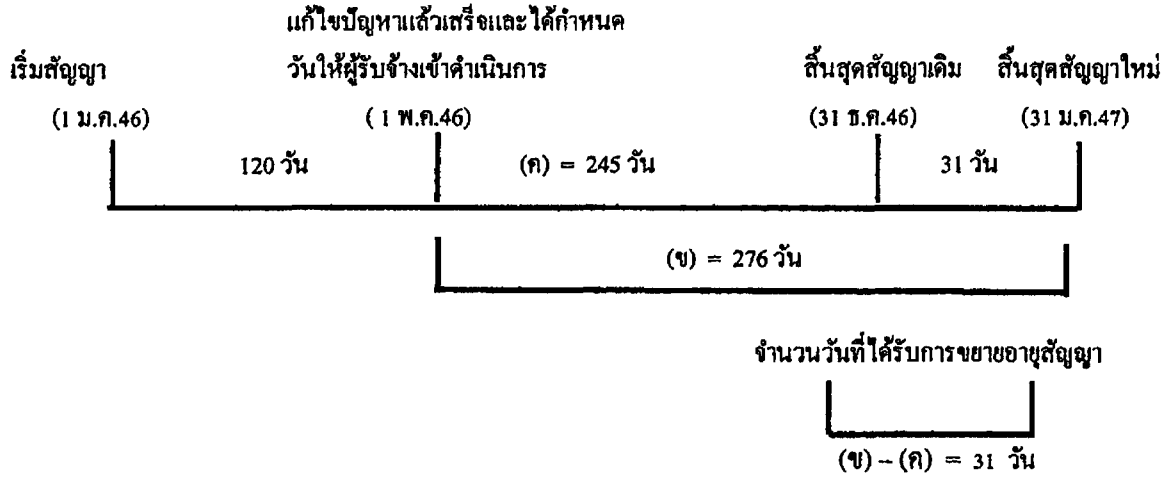 แก้ไขปัญหาแล้วเสร็จและได้กำหนด
เริ่มสัญญา วันให้ผู้รับจ้างเข้าดำเนินการ สิ้นสุดสัญญาเดิม สิ้นสุดสัญญาใหม่
(1 ม.ค.46) ( 1 พ.ค.46) (31 ธ.ค.46) (31 ม.ค.47)
120 วัน (ค) = 245 วัน 31 วัน
(ข) = 276 วัน
จำนวนวันที่ได้รับการขยายอายุสัญญา
(ข) – (ค) = 31 วัน